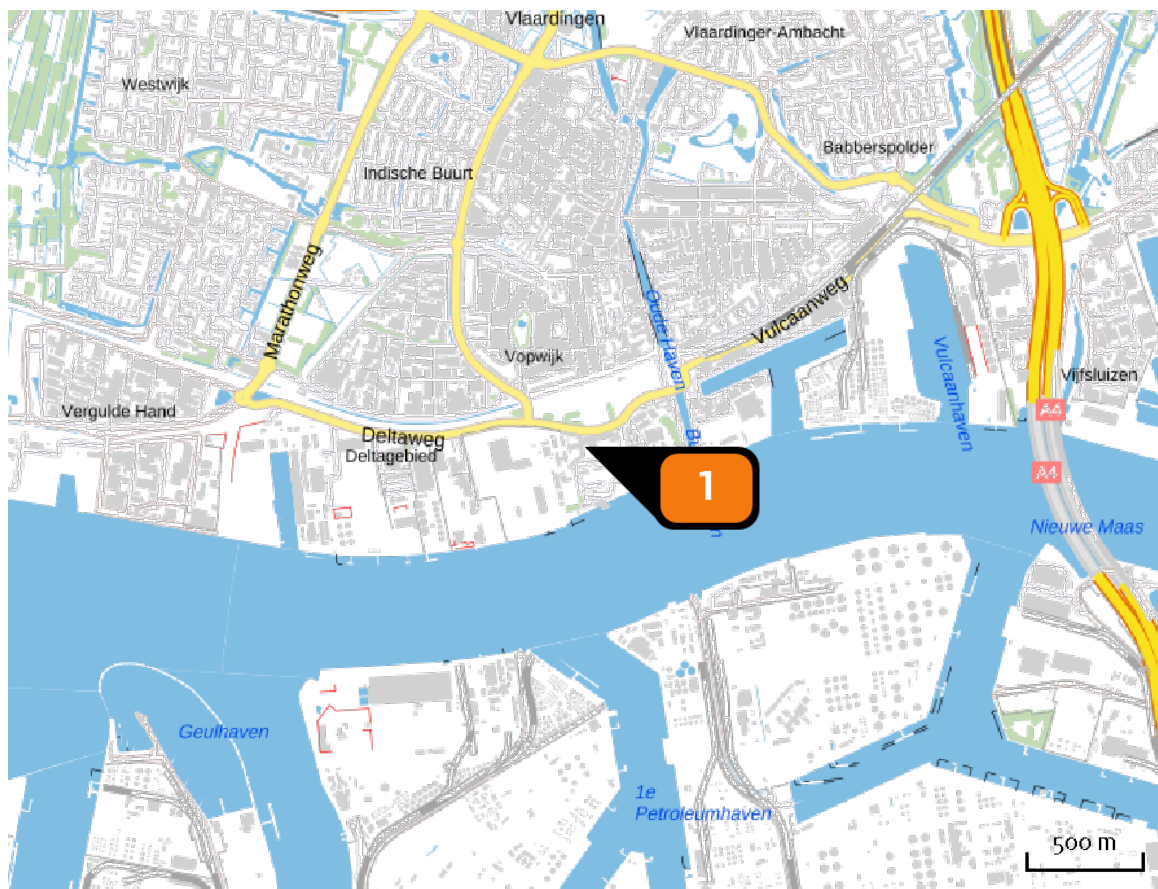 Vlaardingen
Vlaardinger-Ambacht
Westwijk
Babberspolder
Indische Buurt
Marathonweg
Oude Haven
Vulcaanweg
Vopwijk
Vulcaanhaven
Vijfsluizen
Vergulde Hand
A4
Deltaweg
Deltagebied
A4
1
Nieuwe Maas
Geulhaven
1e
Petroleumhaven
500 m